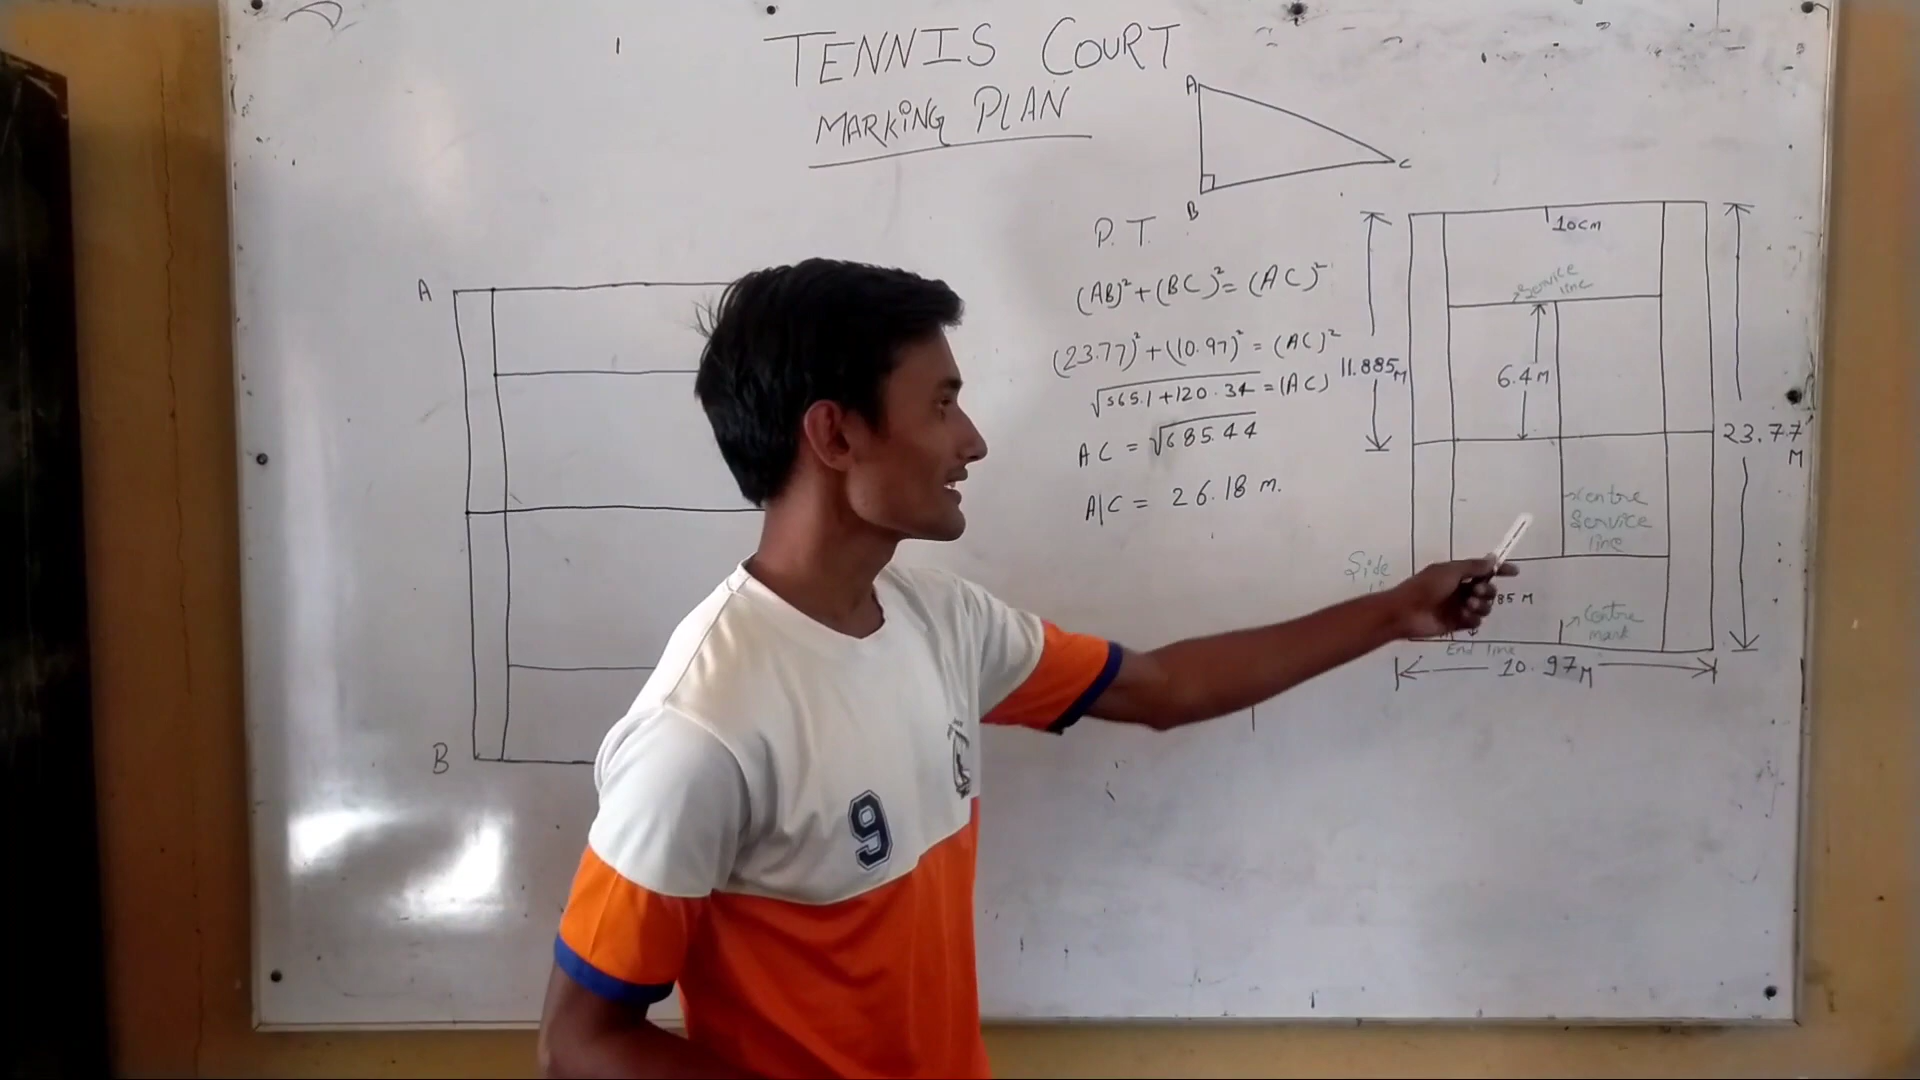 TENNIS COURT
MARKING PLAN
A
B
C
P.T.
(AB)²+(BC)²=(AC)²
(23.77)²+(10.97)²=(AC)²
√565.1+120.34=(AC)
AC=√685.44
AC= 26.18 m.
A
B
9
10cm
Service
line
6.4M
11.885M
23.77
M
centre
Service
line
Side
85 M
Centre
mark
End line
10.97M